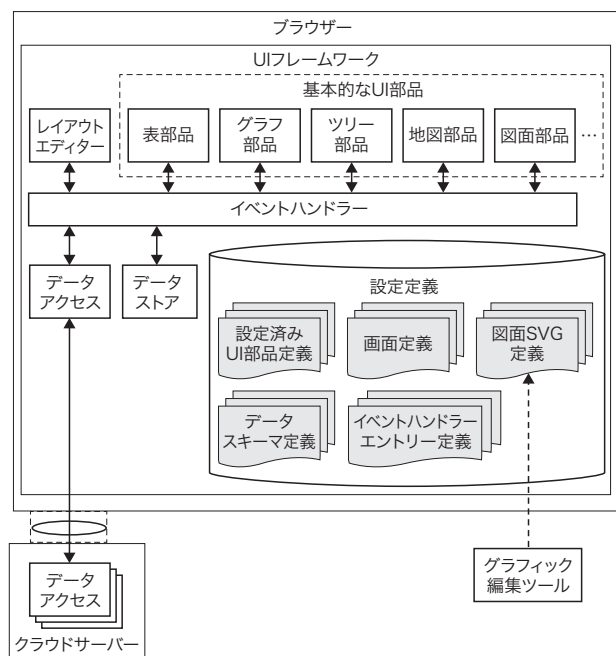 ブラウザー
UIフレームワーク
基本的なUI部品
レイアウト
エディター
表部品
グラフ
部品
ツリー
部品
地図部品
図面部品
…
イベントハンドラー
データ
アクセス
データ
ストア
設定定義
設定済み
UI部品定義
画面定義
図面SVG
定義
データ
スキーマ定義
イベントハンドラー
エントリー定義
データ
アクセス
クラウドサーバー
グラフィック
編集ツール